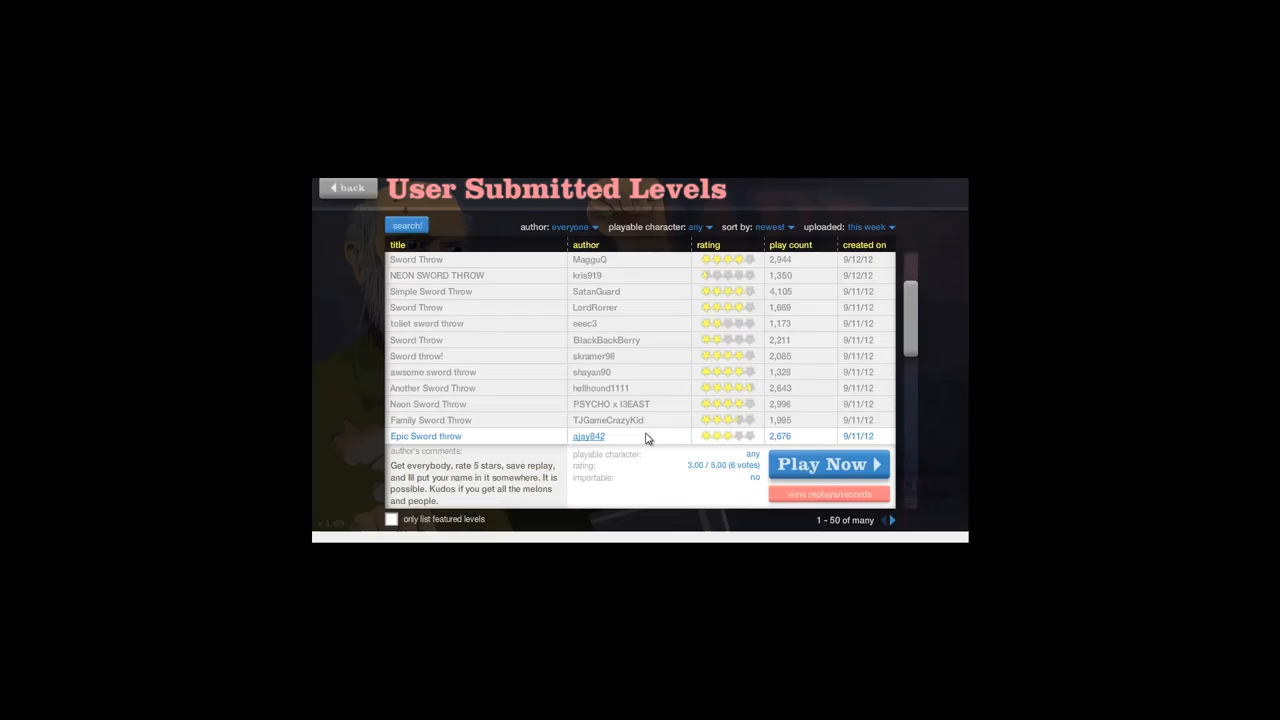 back
User Submitted Levels
search!
author: everyone playable character: any sort by: newest uploaded: this week
title author rating play count created on
Sword Throw MagguQ 2,944 9/12/12
NEON SWORD THROW kris919 1,350 9/12/12
Simple Sword Throw SatanGuard 4,105 9/11/12
Sword Throw LordRorrer 1,669 9/11/12
toliet sword throw eeec3 1,173 9/11/12
Sword Throw BlackBackBerry 2,211 9/11/12
Sword throw! skramer98 2,085 9/11/12
awsome sword throw shayan90 1,328 9/11/12
Another Sword Throw hellhound1111 2,643 9/11/12
Neon Sword Throw PSYCHO x I3EAST 2,996 9/11/12
Family Sword Throw TJGameCrazyKid 1,995 9/11/12
Epic Sword throw ajay842 2,676 9/11/12
author's comments:
Get everybody, rate 5 stars, save replay,
and Ill put your name in it somewhere. It is
possible. Kudos if you get all the melons
and people.
playable character: any
rating: 3.00 / 5.00 (6 votes)
importable: no
Play Now
view replays/records
only list featured levels
1 - 50 of many